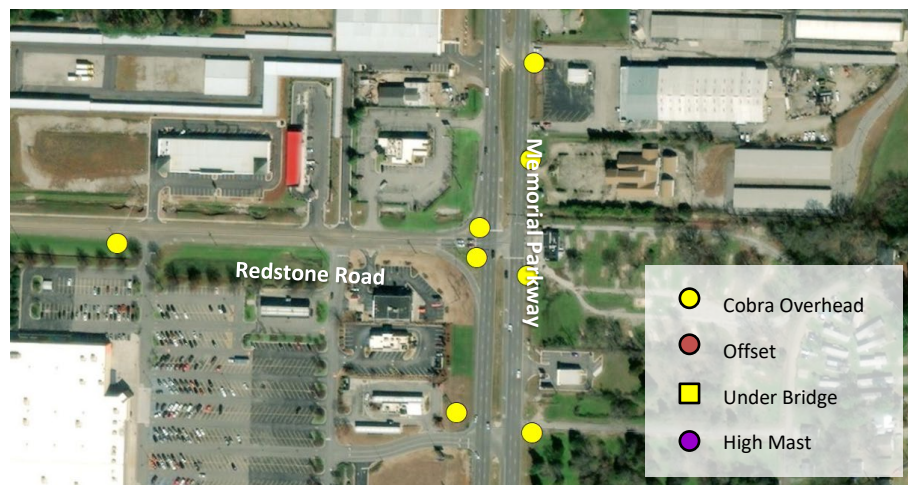 Memorial Parkway
Redstone Road
Cobra Overhead
Offset
Under Bridge
High Mast